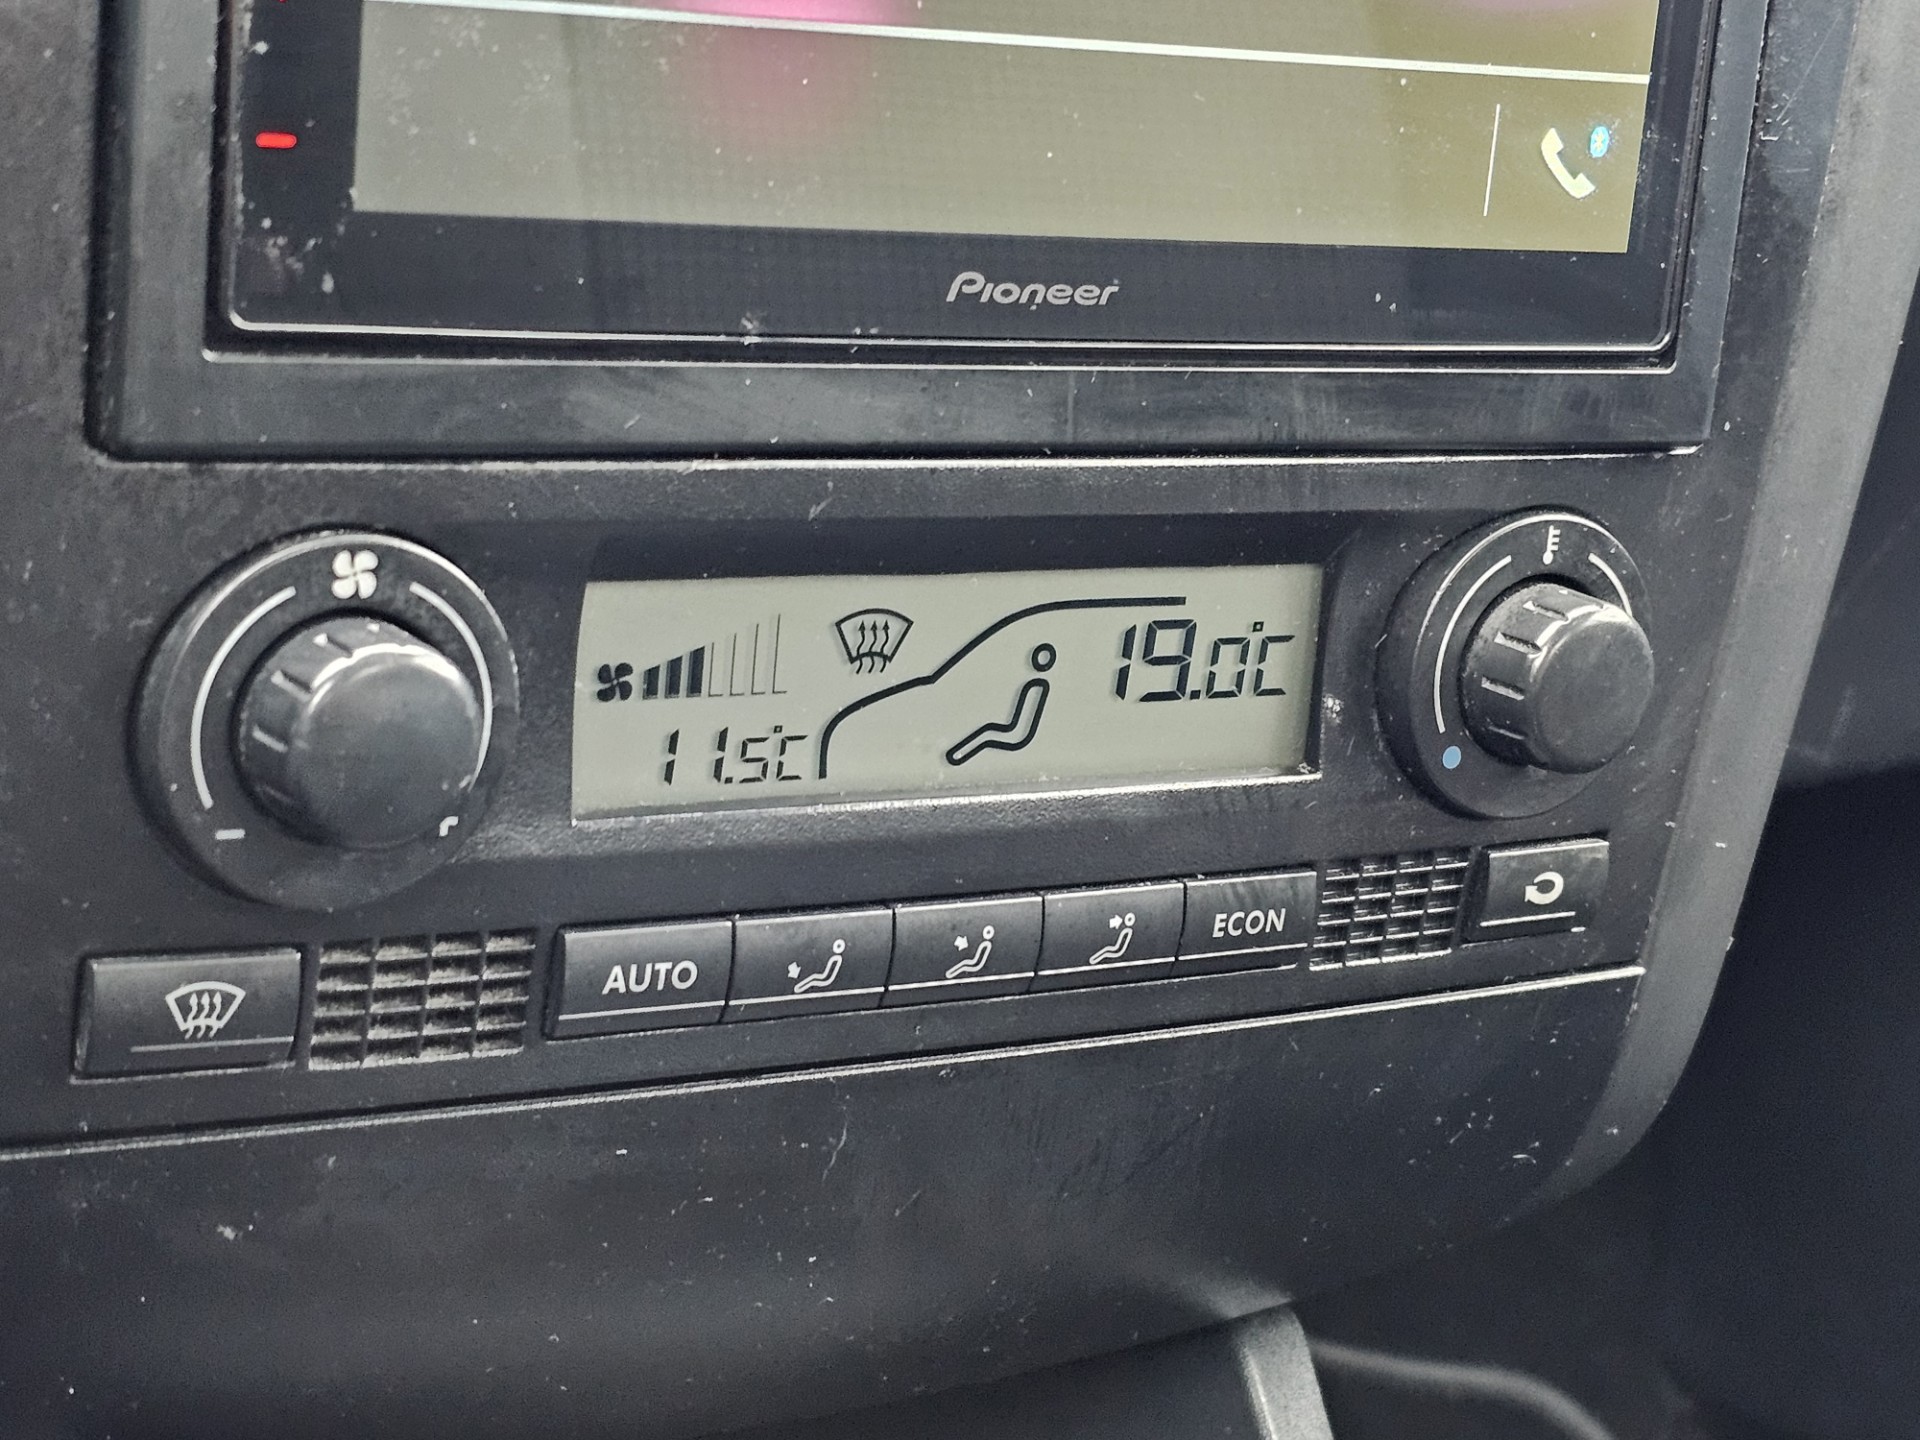 Pioneer
19.0°C
11.5°C
AUTO
ECON